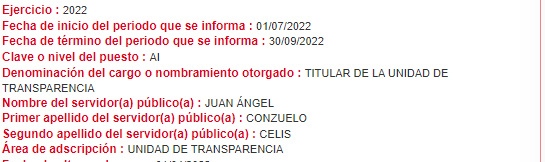 Ejercicio : 2022
Fecha de inicio del periodo que se informa : 01/07/2022
Fecha de término del periodo que se informa : 30/09/2022
Clave o nivel del puesto : AI
Denominación del cargo o nombramiento otorgado : TITULAR DE LA UNIDAD DE
TRANSPARENCIA
Nombre del servidor(a) público(a) : JUAN ÁNGEL
Primer apellido del servidor(a) público(a) : CONZUELO
Segundo apellido del servidor(a) público(a) : CELIS
Área de adscripción : UNIDAD DE TRANSPARENCIA